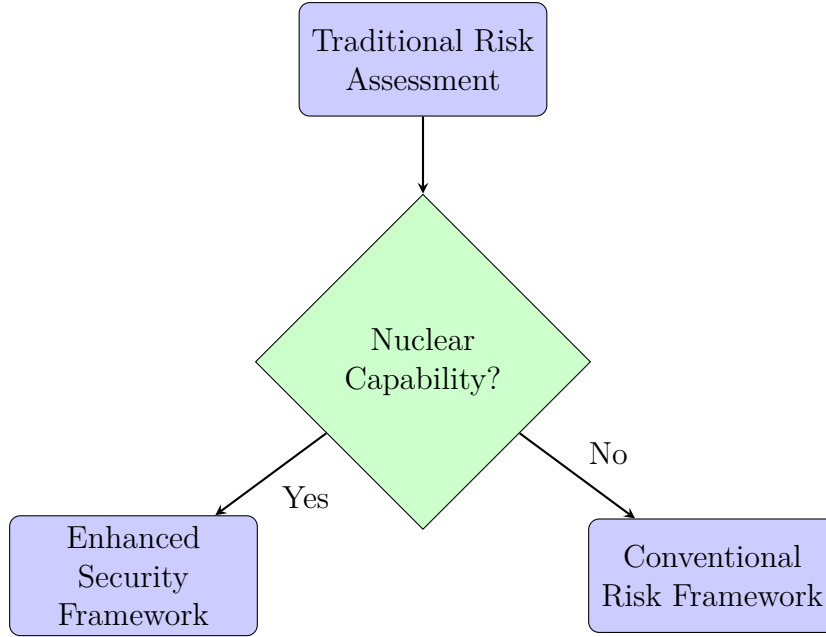 Traditional Risk
Assessment
Nuclear
Capability?
No
Yes
Enhanced
Security
Framework
Conventional
Risk Framework